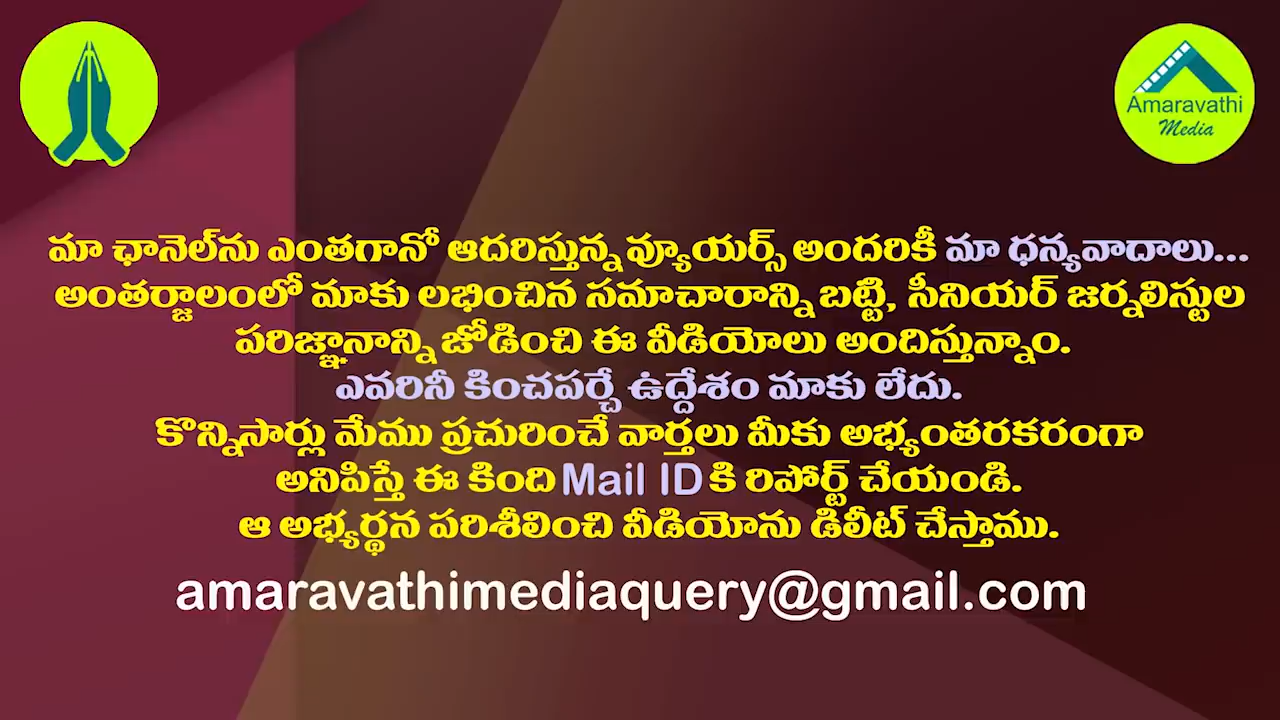 Amaravathi
Media
మా ఛానెల్‌ను ఎంతగానో ఆదరిస్తున్న వ్యూయర్స్ అందరికీ మా ధన్యవాదాలు...
అంతర్జాలంలో మాకు లభించిన సమాచారాన్ని బట్టి, సీనియర్ జర్నలిస్టుల
పరిజ్ఞానాన్ని జోడించి ఈ వీడియోలు అందిస్తున్నాం.
ఎవరినీ కించపర్చే ఉద్దేశం మాకు లేదు.
కొన్నిసార్లు మేము ప్రచురించే వార్తలు మీకు అభ్యంతరకరంగా
అనిపిస్తే ఈ కింది Mail ID కి రిపోర్ట్ చేయండి.
ఆ అభ్యర్థన పరిశీలించి వీడియోను డిలీట్ చేస్తాము.
amaravathimediaquery@gmail.com